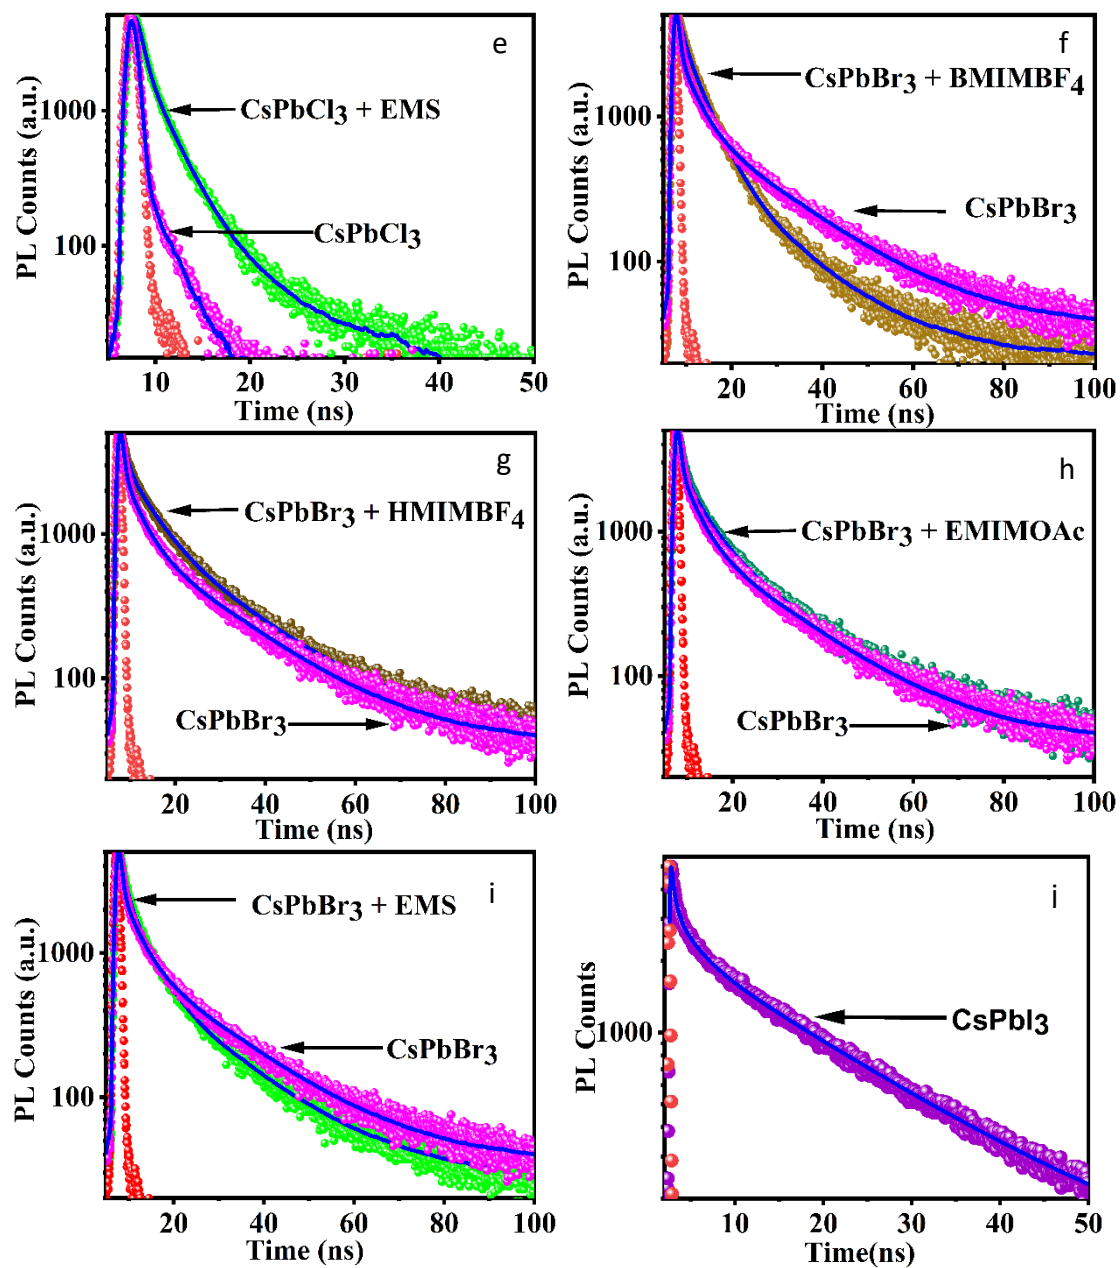 e
PL Counts (a.u.)
1000
100
CsPbCl3 + EMS
CsPbCl3
10 20 30 40 50
Time (ns)
f
PL Counts (a.u.)
1000
100
CsPbBr3 + BMIMBF4
CsPbBr3
20 40 60 80 100
Time (ns)
g
PL Counts (a.u.)
1000
100
CsPbBr3 + HMIMBF4
CsPbBr3
20 40 60 80 100
Time (ns)
h
PL Counts (a.u.)
1000
100
CsPbBr3 + EMIMOAc
CsPbBr3
20 40 60 80 100
Time (ns)
i
PL Counts (a.u.)
1000
100
CsPbBr3 + EMS
CsPbBr3
20 40 60 80 100
Time (ns)
j
PL Counts
1000
CsPbI3
10 20 30 40 50
Time(ns)